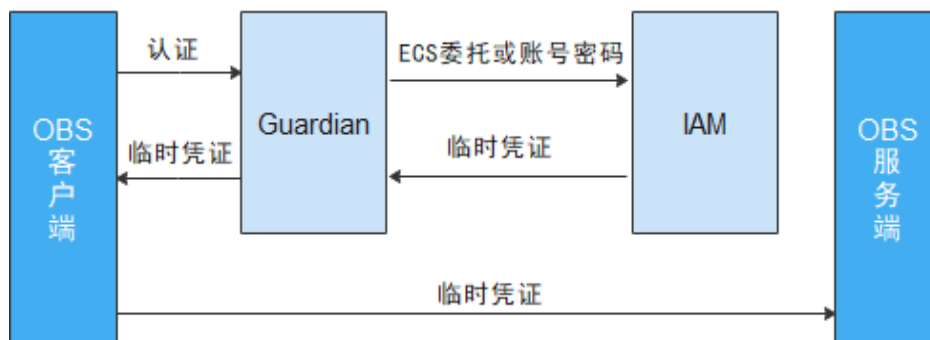 认证
ECS委托或账号密码
OBS
客
户
端
Guardian
IAM
OBS
服
务
端
临时凭证
临时凭证
临时凭证